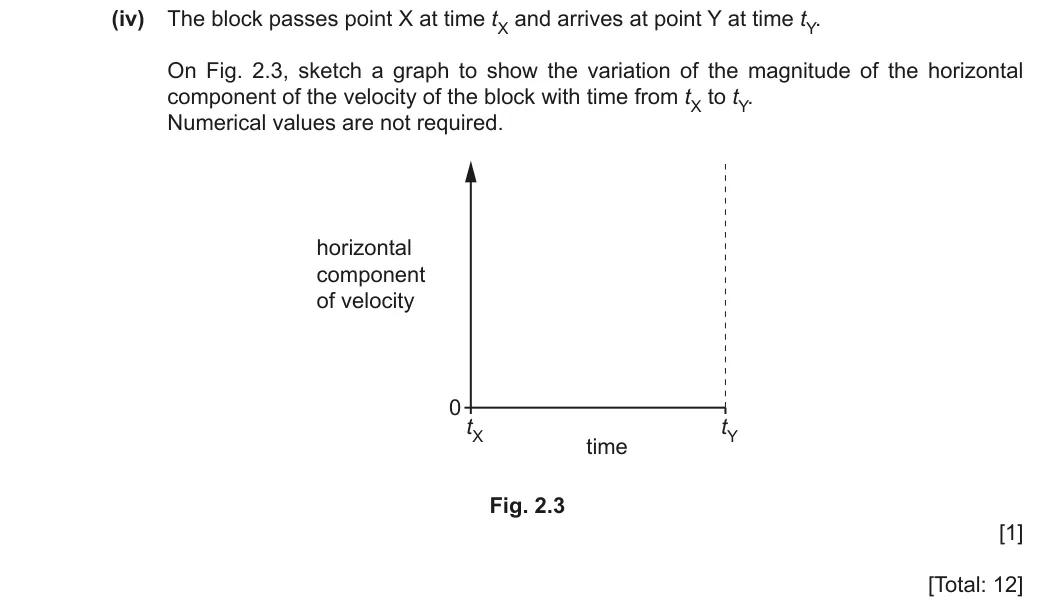 (iv) The block passes point X at time tX and arrives at point Y at time tY.
On Fig. 2.3, sketch a graph to show the variation of the magnitude of the horizontal
component of the velocity of the block with time from tX to tY.
Numerical values are not required.
horizontal
component
of velocity
0
tX
tY
time
Fig. 2.3
[1]
[Total: 12]